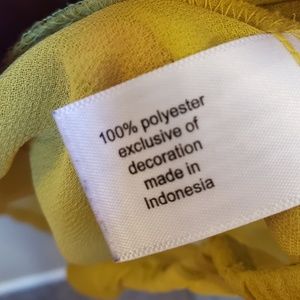 100% polyester
exclusive of
decoration
made in
Indonesia